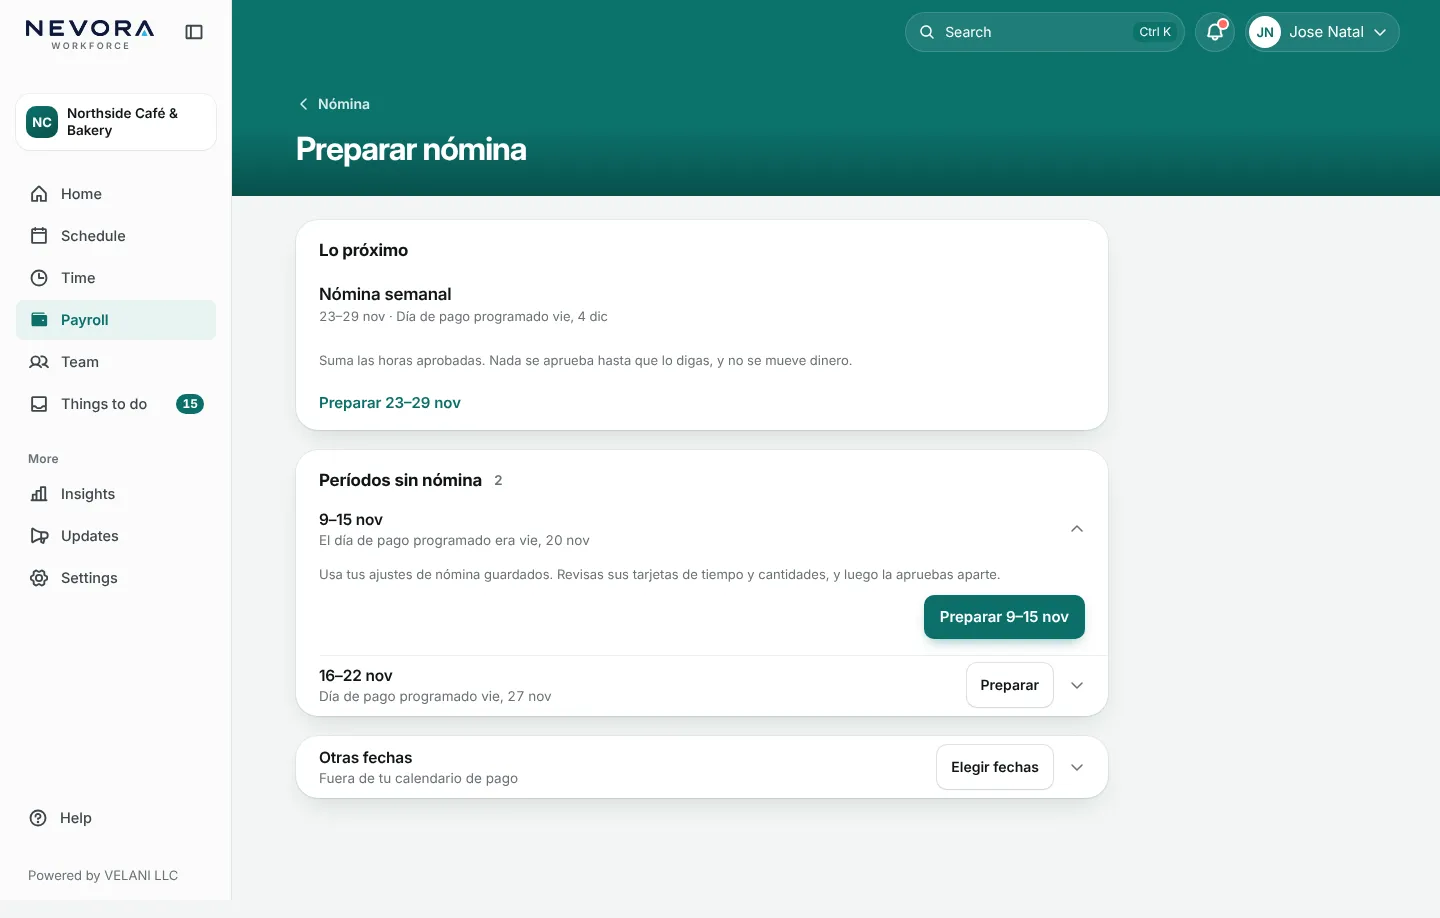 NEVORA
WORKFORCE
Search
Ctrl K
JN
Jose Natal
NC
Northside Café &
Bakery
Home
Schedule
Time
Payroll
Team
Things to do
15
More
Insights
Updates
Settings
Help
Powered by VELANI LLC
Nómina
Preparar nómina
Lo próximo
Nómina semanal
23–29 nov · Día de pago programado vie, 4 dic
Suma las horas aprobadas. Nada se aprueba hasta que lo digas, y no se mueve dinero.
Preparar 23–29 nov
Períodos sin nómina 2
9–15 nov
El día de pago programado era vie, 20 nov
Usa tus ajustes de nómina guardados. Revisas sus tarjetas de tiempo y cantidades, y luego la apruebas aparte.
Preparar 9–15 nov
16–22 nov
Día de pago programado vie, 27 nov
Preparar
Otras fechas
Fuera de tu calendario de pago
Elegir fechas